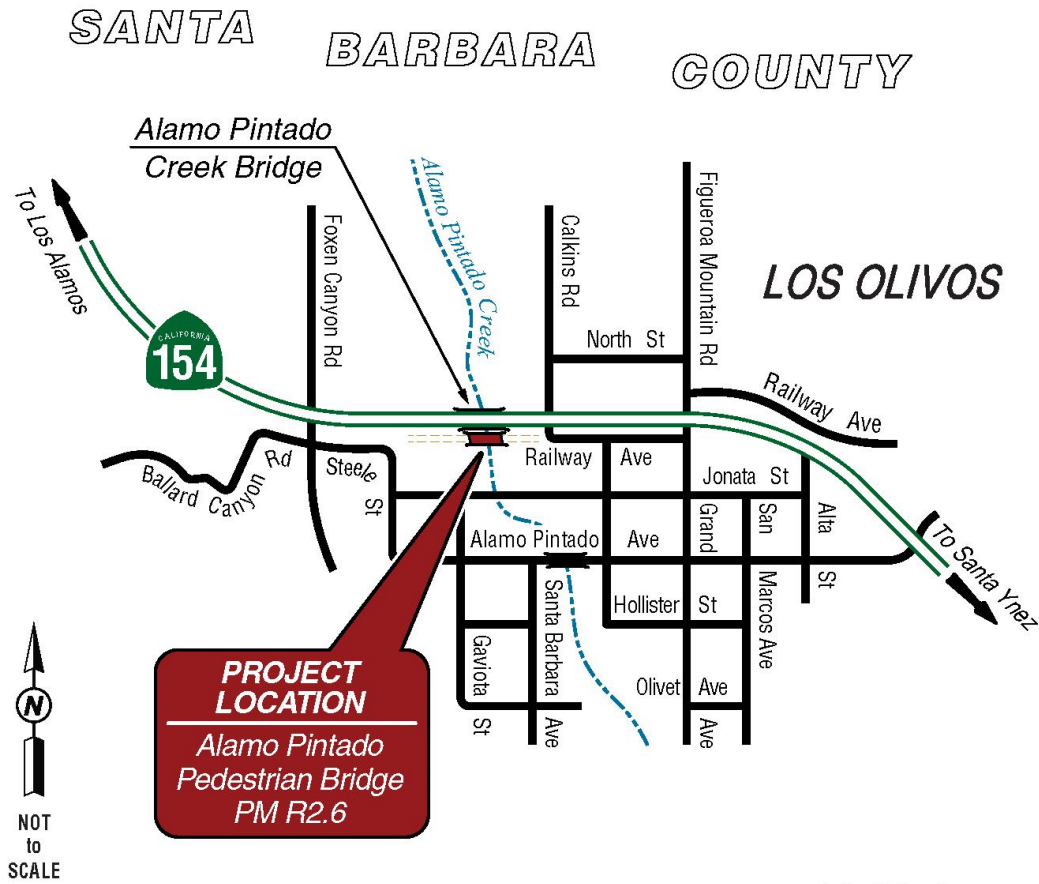 SANTA BARBARA COUNTY
Alamo Pintado
Creek Bridge
To Los Alamos
CALIFORNIA
154
Foxen Canyon Rd
Alamo Pintado Creek
Calkins Rd
Figueroa Mountain Rd
LOS OLIVOS
North St
Railway Ave
Ballard Canyon Rd
Steele St
Railway Ave
Jonata St
Alamo Pintado Ave
Grand Ave
San Marcos Ave
Alta St
To Santa Ynez
Hollister St
Gaviota St
Santa Barbara Ave
Olivet Ave
PROJECT
LOCATION
Alamo Pintado
Pedestrian Bridge
PM R2.6
N
NOT
to
SCALE